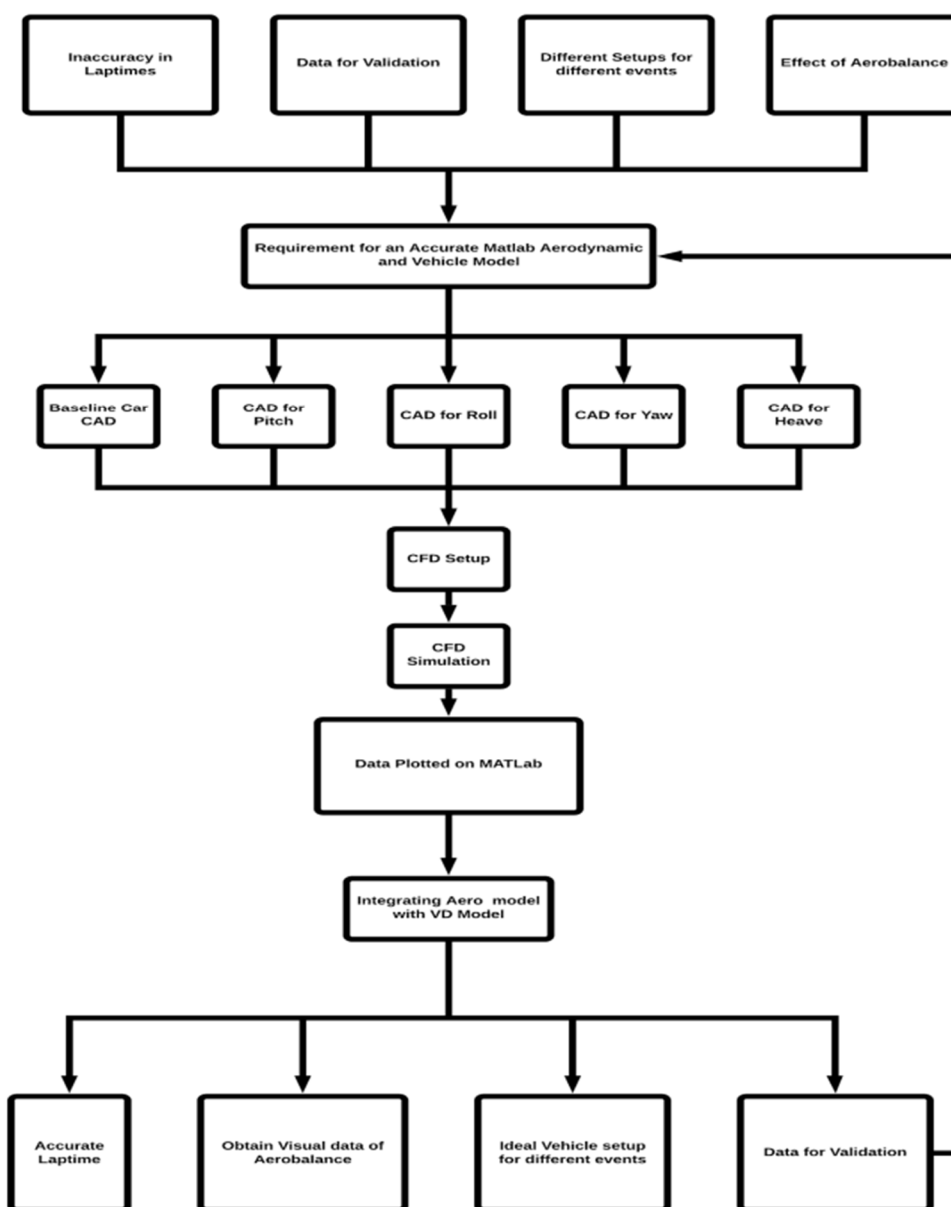 Inaccuracy in
Laptimes
Data for Validation
Different Setups for
different events
Effect of Aerobalance
Requirement for an Accurate Matlab Aerodynamic
and Vehicle Model
Baseline Car
CAD
CAD for
Pitch
CAD for Roll
CAD for Yaw
CAD for
Heave
CFD Setup
CFD
Simulation
Data Plotted on MATLab
Integrating Aero model
with VD Model
Accurate
Laptime
Obtain Visual data of
Aerobalance
Ideal Vehicle setup
for different events
Data for Validation